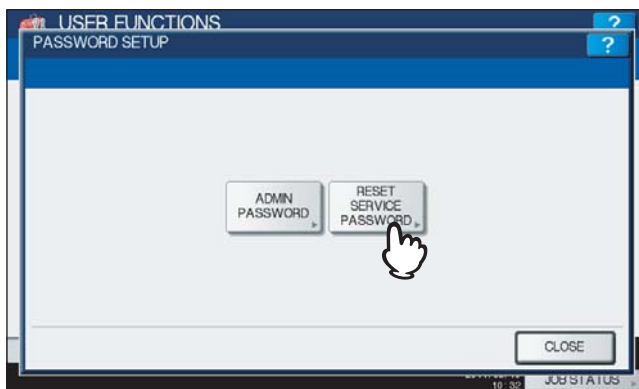 USER FUNCTIONS
?
PASSWORD SETUP
?
ADMIN
PASSWORD
RESET
SERVICE
PASSWORD
CLOSE
10:32
JOB STATUS